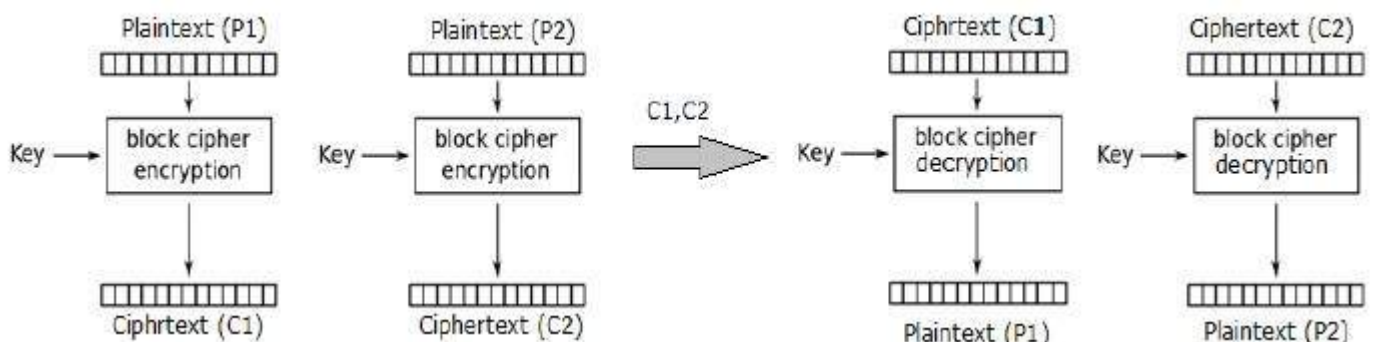 Plaintext (P1)
Plaintext (P2)
Ciphrtext (C1)
Ciphertext (C2)
Key
block cipher
encryption
Key
block cipher
encryption
C1,C2
Key
block cipher
decryption
Key
block cipher
decryption
Ciphrtext (C1)
Ciphertext (C2)
Plaintext (P1)
Plaintext (P2)